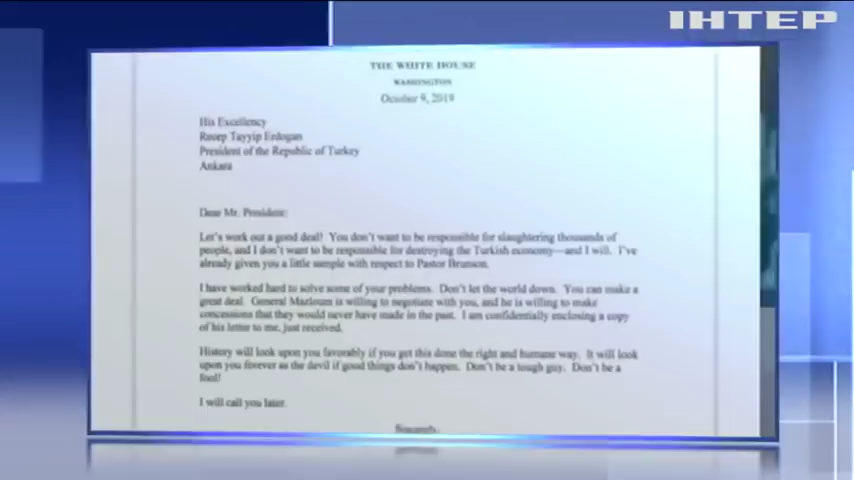 ІНТЕР
THE WHITE HOUSE
WASHINGTON
October 9, 2019
His Excellency
Recep Tayyip Erdogan
President of the Republic of Turkey
Ankara
Dear Mr. President:
Let's work out a good deal! You don't want to be responsible for slaughtering thousands of
people, and I don't want to be responsible for destroying the Turkish economy—and I will. I've
already given you a little sample with respect to Pastor Brunson.
I have worked hard to solve some of your problems. Don't let the world down. You can make a
great deal. General Mazloum is willing to negotiate with you, and he is willing to make
concessions that they would never have made in the past. I am confidentially enclosing a copy
of his letter to me, just received.
History will look upon you favorably if you get this done the right and humane way. It will look
upon you forever as the devil if good things don't happen. Don't be a tough guy. Don't be a
fool!
I will call you later.
Sincerely,